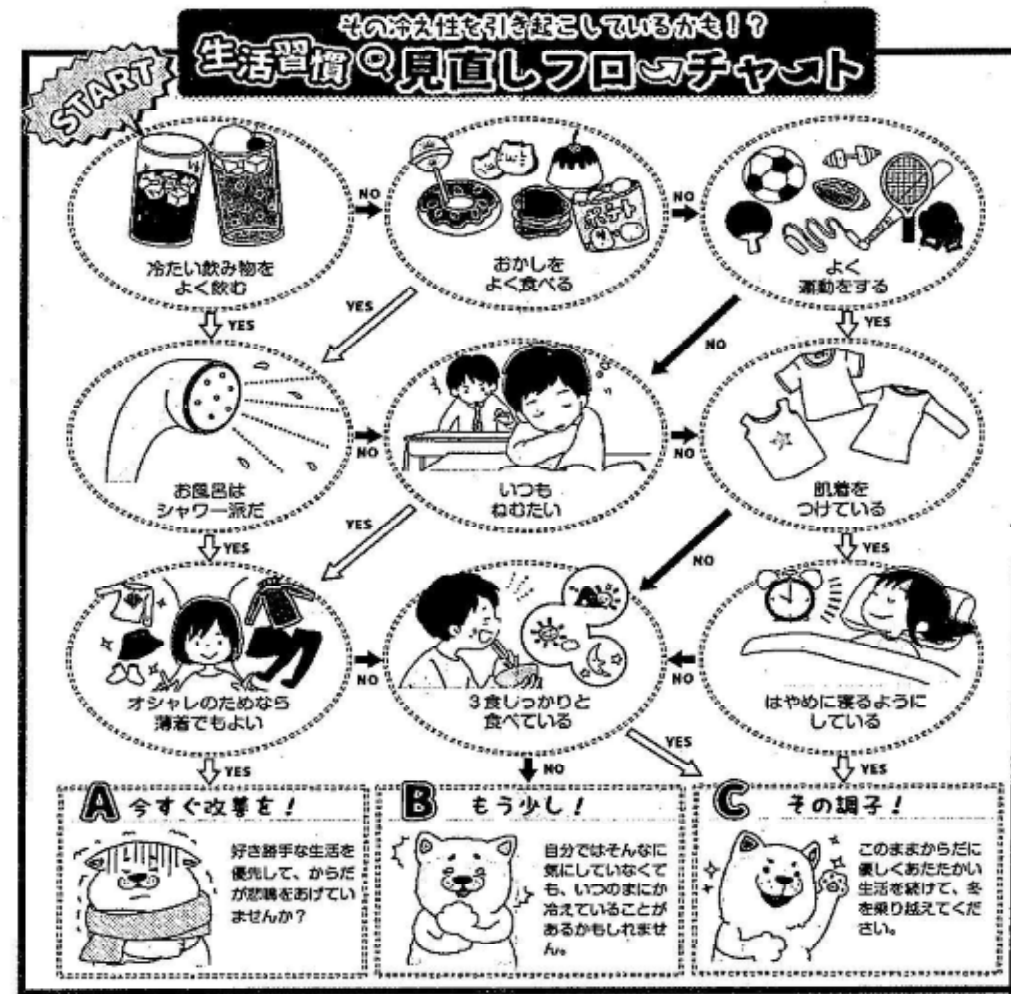 その冷え性を引き起こしているかも!?
生活習慣見直しフローチャート
START
冷たい飲み物を
よく飲む
NO
おかしを
よく食べる
NO
ポテト
よく
運動をする
YES
YES
NO
YES
お風呂は
シャワー派だ
NO
いつも
ねむたい
NO
肌着を
つけている
YES
YES
NO
YES
オシャレのためなら
薄着でもよい
NO
3食しっかりと
食べている
NO
はやめに寝るように
している
YES
NO
YES
YES
A 今すぐ改善を!
好き勝手な生活を
優先して、からだ
が悲鳴をあげてい
ませんか?
B もう少し!
自分ではそんなに
気にしていなくて
も、いつのまにか
冷えていることが
あるかもしれませ
ん。
C その調子!
このままからだに
優しくあたたかい
生活を続けて、冬
を乗り越えてくだ
さい。